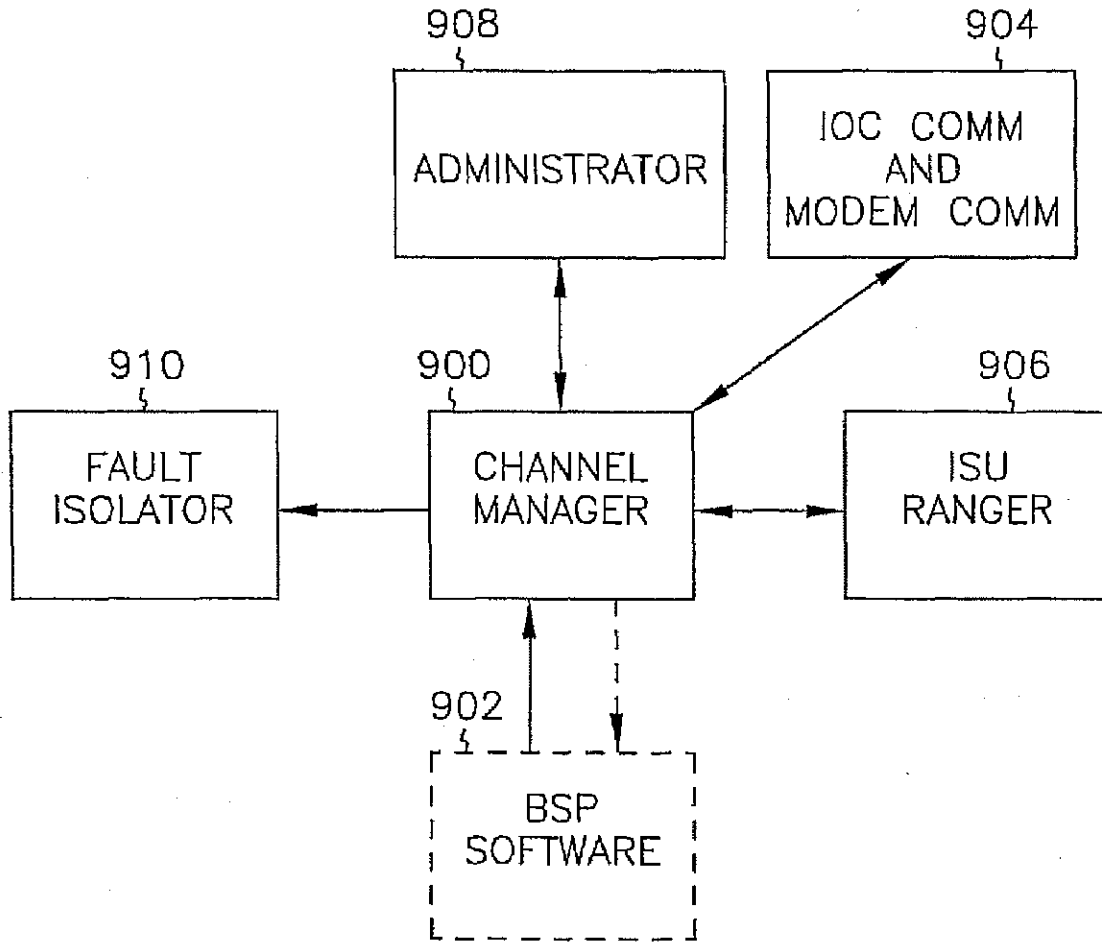 908
904
ADMINISTRATOR
IOC COMM
AND
MODEM COMM
910
900
906
FAULT
ISOLATOR
CHANNEL
MANAGER
ISU
RANGER
902
BSP
SOFTWARE